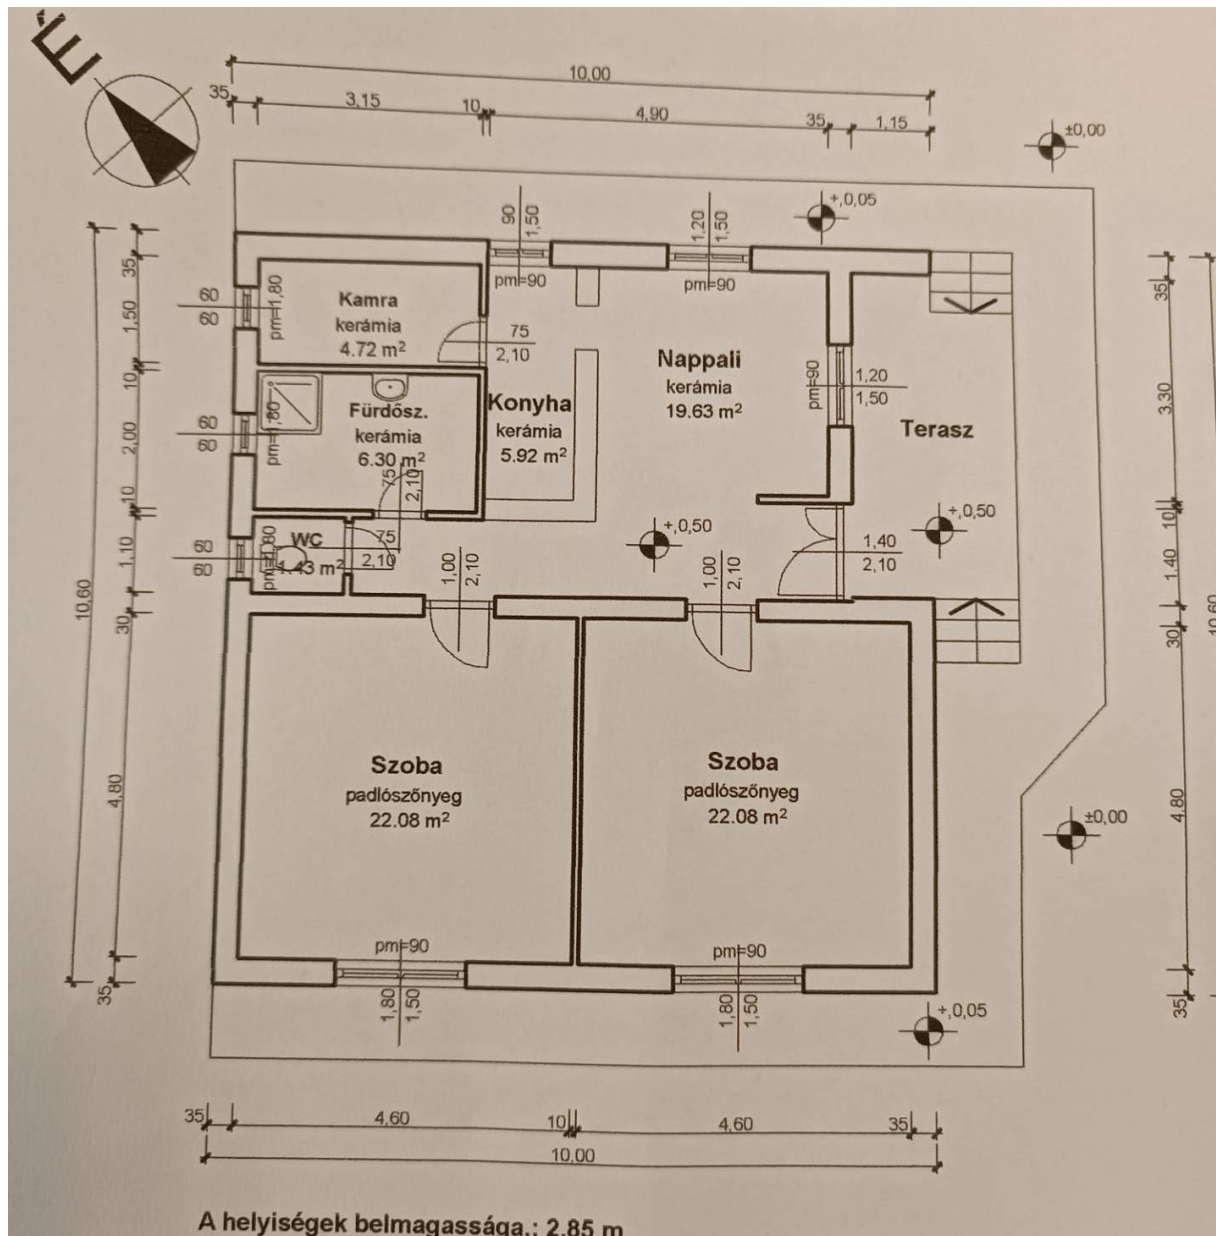 É
10,00
35
3,15
10
4,90
35
1,15
±0,00
+,0,05
90
1,50
1,20
1,50
pm=90
pm=90
35
1,50
10
2,00
10
1,10
30
4,80
35
10,60
60
60
pm=1,80
Kamra
kerámia
4.72 m²
75
2,10
60
60
pm=1,80
Fürdősz.
kerámia
6.30 m²
75
2,10
Konyha
kerámia
5.92 m²
Nappali
kerámia
19.63 m²
pm=90
1,20
1,50
Terasz
60
60
WC
1.43 m²
75
2,10
1,00
2,10
+,0,50
1,00
2,10
1,40
2,10
+,0,50
35
3,30
10
1,40
30
4,80
35
10,60
Szoba
padlószőnyeg
22.08 m²
Szoba
padlószőnyeg
22.08 m²
±0,00
pm=90
pm=90
1,80
1,50
1,80
1,50
+,0,05
35
4,60
10
4,60
35
10,00
A helyiségek belmagassága.: 2,85 m